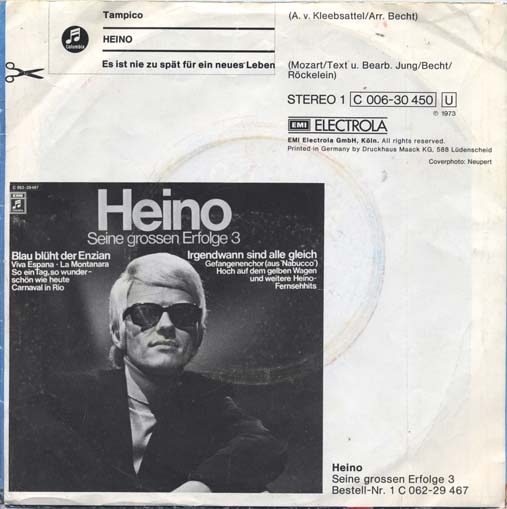 Tampico
(A. v. Kleebsattel/Arr. Becht)
Columbia
HEINO
Es ist nie zu spät für ein neues Leben
(Mozart/Text u. Bearb. Jung/Becht/
Röckelein)
STEREO 1 C 006-30 450 U
℗ 1973
EMI ELECTROLA
EMI Electrola GmbH, Köln. All rights reserved.
Printed in Germany by Druckhaus Maack KG, 588 Lüdenscheid
Coverphoto: Neupert
C 062-29 467
EMI
Heino
Seine grossen Erfolge 3
Blau blüht der Enzian
Viva Espana · La Montanara
So ein Tag, so wunder-
schön wie heute
Carnaval in Rio
Irgendwann sind alle gleich
Gefangenenchor (aus 'Nabucco')
Hoch auf dem gelben Wagen
und weitere Heino-
Fernsehhits
Heino
Seine grossen Erfolge 3
Bestell-Nr. 1 C 062-29 467